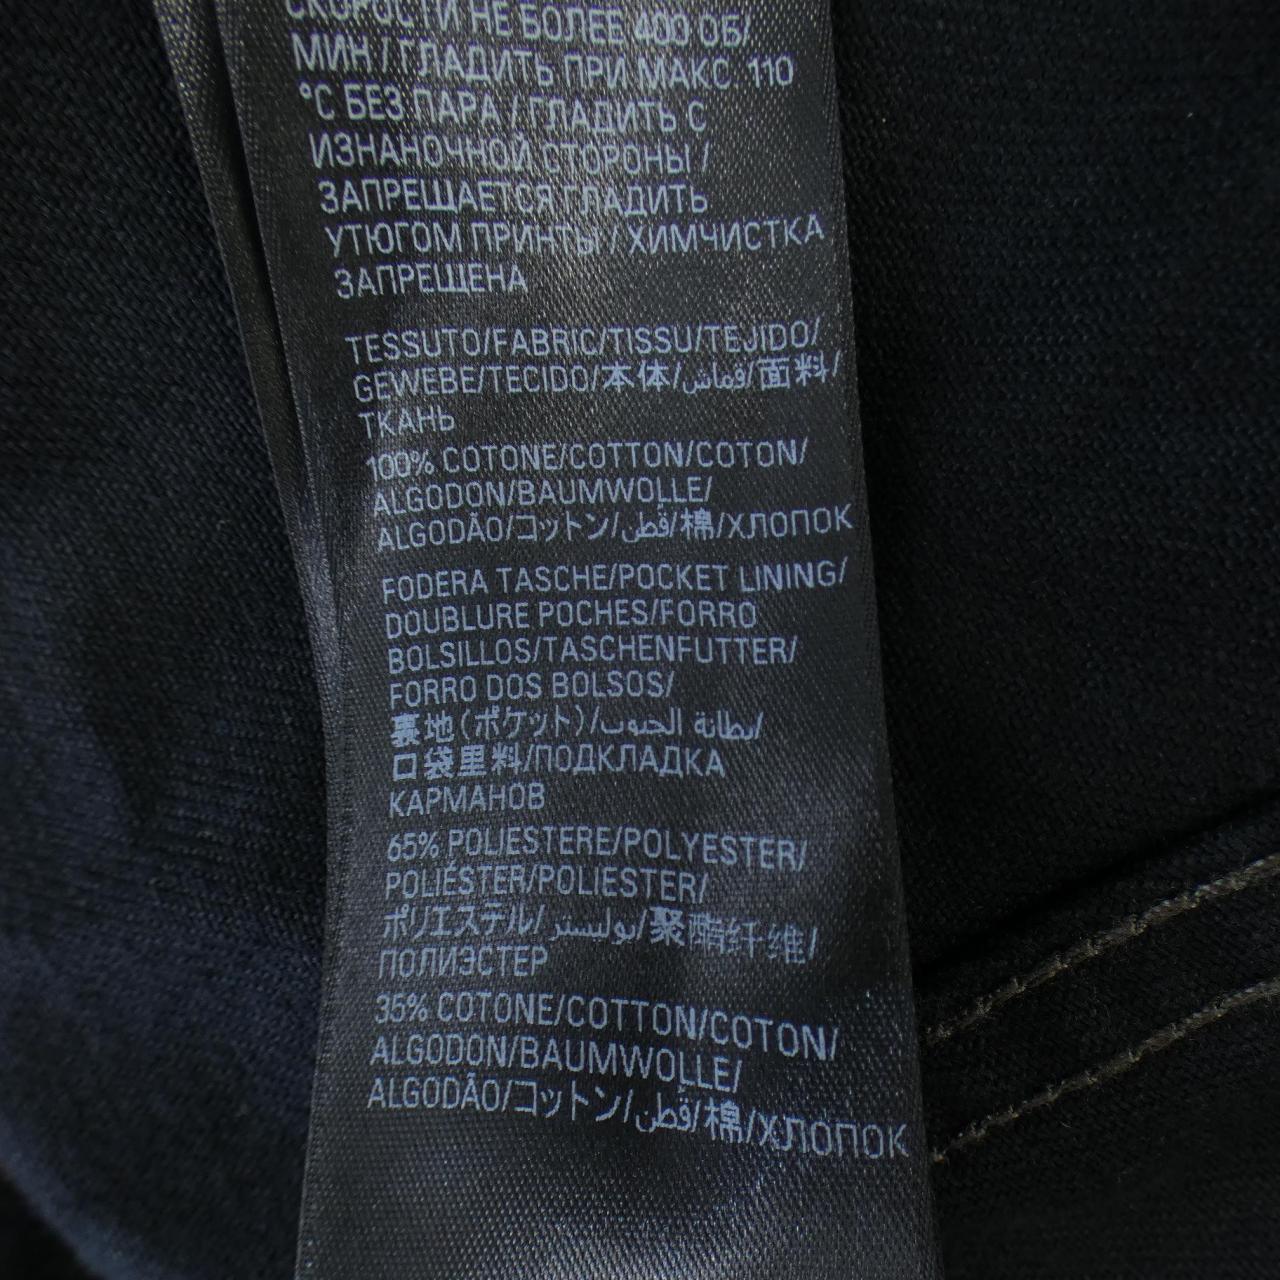 СКОРОСТИ НЕ БОЛЕЕ 400 ОБ/
МИН / ГЛАДИТЬ ПРИ МАКС. 110
°C БЕЗ ПАРА / ГЛАДИТЬ С
ИЗНАНОЧНОЙ СТОРОНЫ /
ЗАПРЕЩАЕТСЯ ГЛАДИТЬ
УТЮГОМ ПРИНТЫ / ХИМЧИСТКА
ЗАПРЕЩЕНА
TESSUTO/FABRIC/TISSU/TEJIDO/
GEWEBE/TECIDO/本体/قماش/面料/
ТКАНЬ
100% COTONE/COTTON/COTON/
ALGODON/BAUMWOLLE/
ALGODÃO/コットン/قطن/棉/ХЛОПОК
FODERA TASCHE/POCKET LINING/
DOUBLURE POCHES/FORRO
BOLSILLOS/TASCHENFUTTER/
FORRO DOS BOLSOS/
裏地(ポケット)/بطانة الجيوب/
口袋里料/ПОДКЛАДКА
КАРМАНОВ
65% POLIESTERE/POLYESTER/
POLIÉSTER/POLIESTER/
ポリエステル/بوليستر/聚酯纤维/
ПОЛИЭСТЕР
35% COTONE/COTTON/COTON/
ALGODON/BAUMWOLLE/
ALGODÃO/コットン/قطن/棉/ХЛОПОК